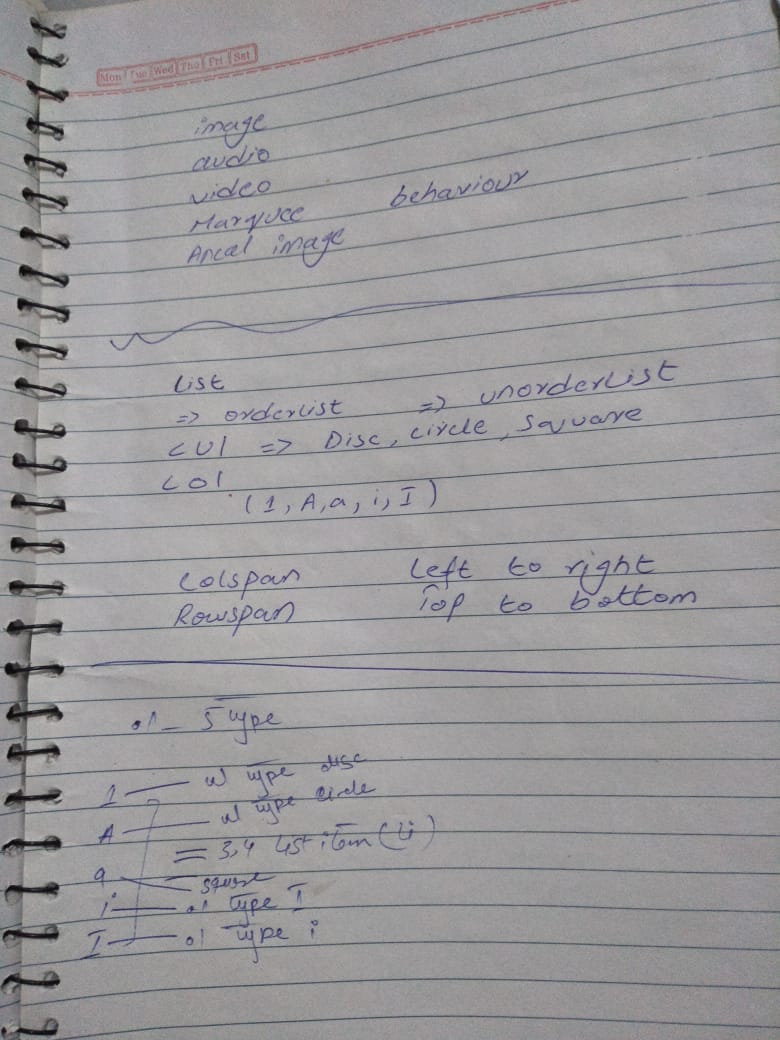 Mon Tue Wed Thu Fri Sat
image
audio
video
Marquee behaviour
Areal image
List
=> orderlist => unorderlist
<Ul => Disc, circle, square
<ol
(1, A, a, i, I)
Colspan Left to right
Rowspan Top to bottom
ol - 5 type
1 — ul type disc
A — ul type circle
= 3,4 list item (Li)
a — square
i — ol type I
I — ol type i